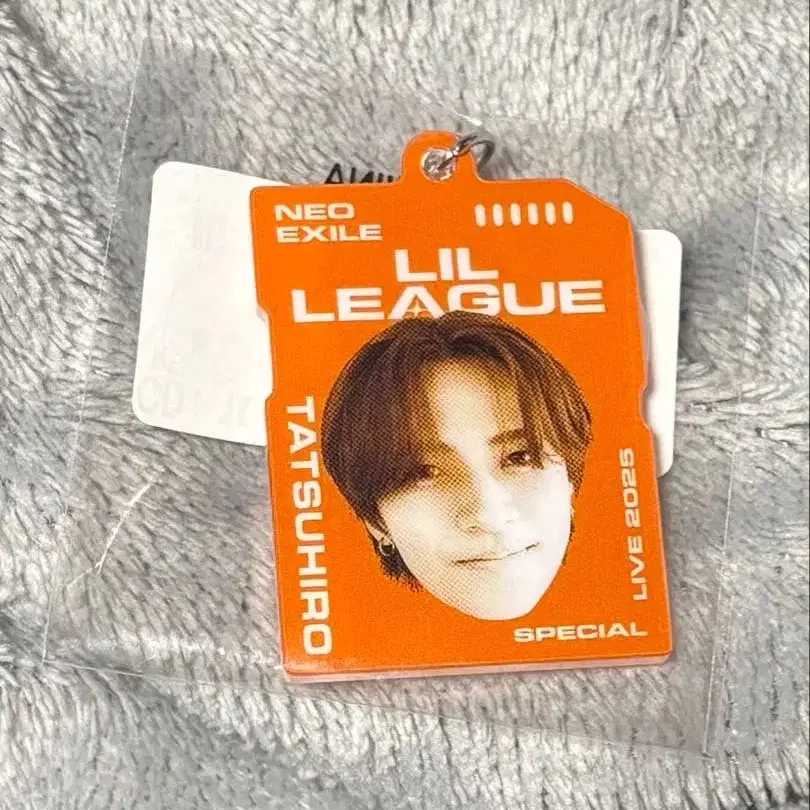 NEO
EXILE
LIL
LEAGUE
TATSUHIRO
LIVE 2025
SPECIAL